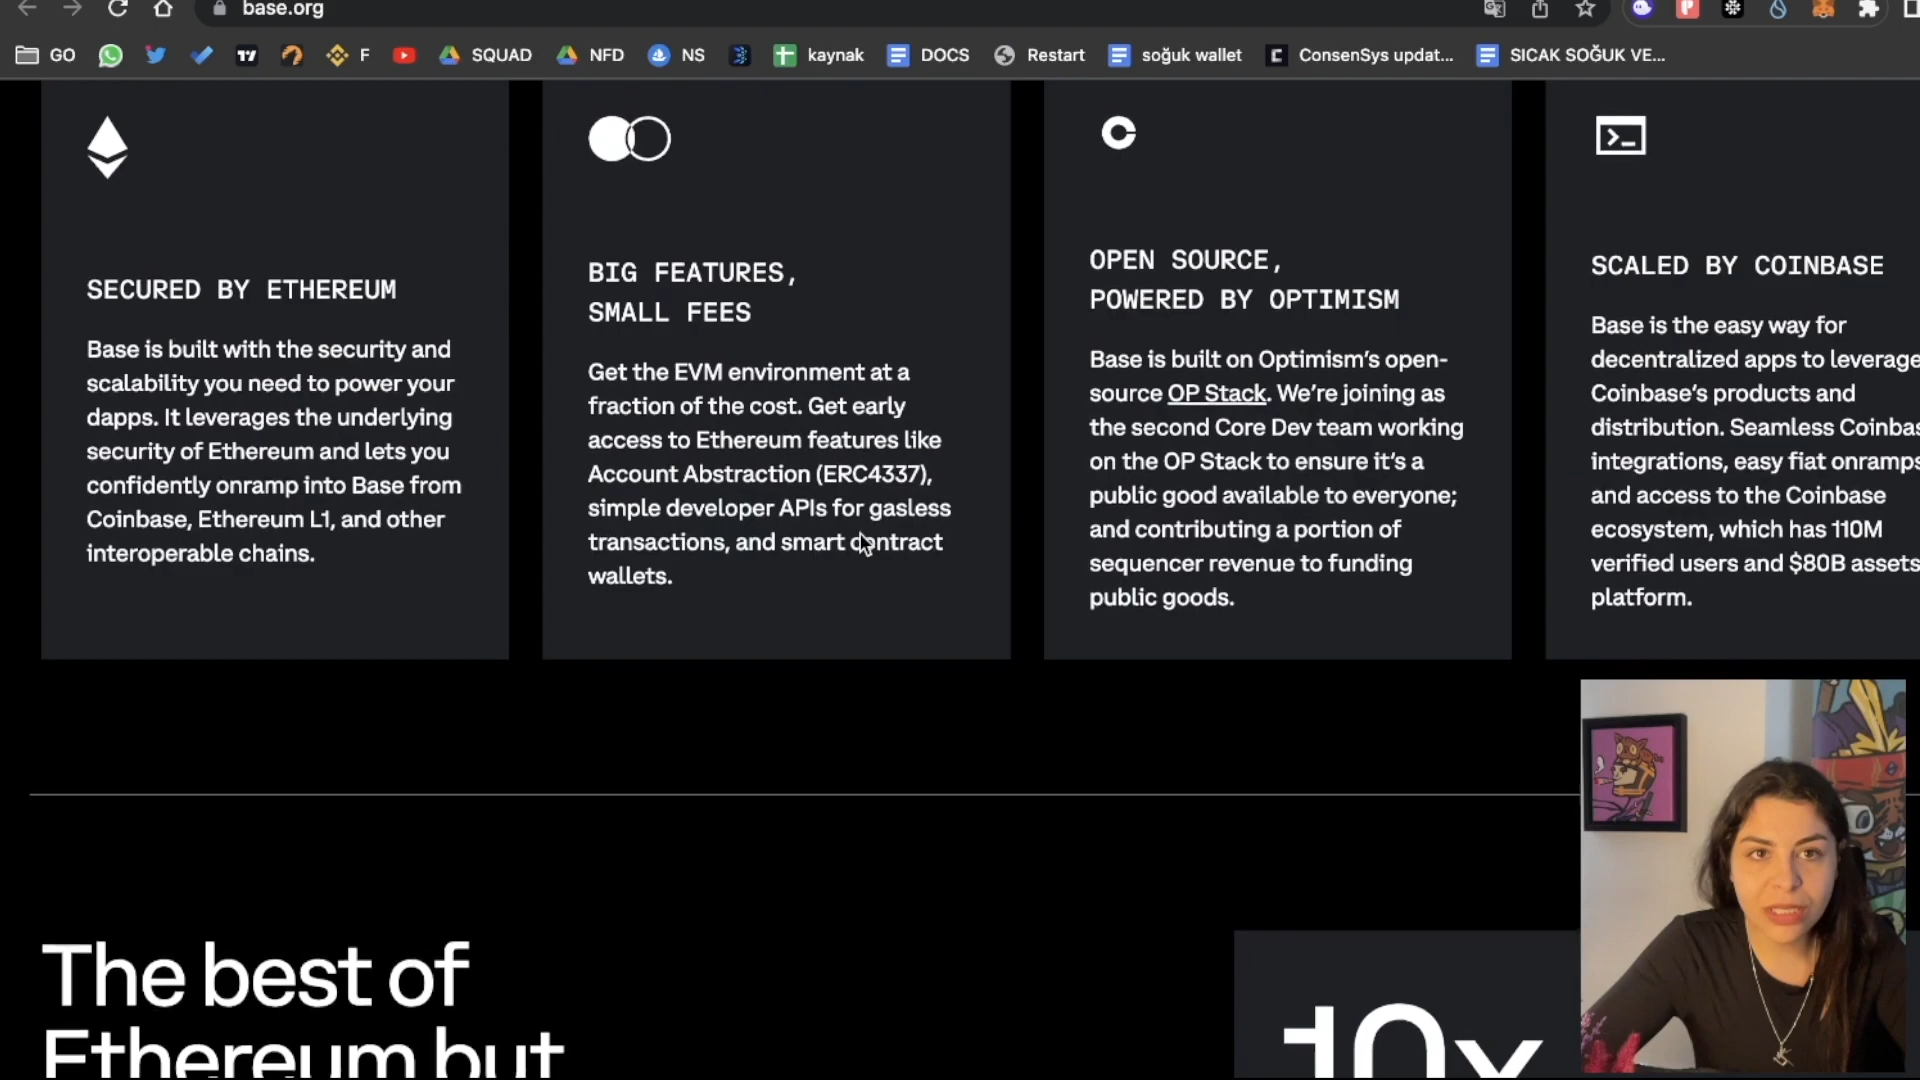 base.org
GO
F
SQUAD
NFD
NS
kaynak
DOCS
Restart
soğuk wallet
ConsenSys updat...
SICAK SOĞUK VE...
SECURED BY ETHEREUM
Base is built with the security and
scalability you need to power your
dapps. It leverages the underlying
security of Ethereum and lets you
confidently onramp into Base from
Coinbase, Ethereum L1, and other
interoperable chains.
BIG FEATURES,
SMALL FEES
Get the EVM environment at a
fraction of the cost. Get early
access to Ethereum features like
Account Abstraction (ERC4337),
simple developer APIs for gasless
transactions, and smart contract
wallets.
OPEN SOURCE,
POWERED BY OPTIMISM
Base is built on Optimism's open-
source OP Stack. We're joining as
the second Core Dev team working
on the OP Stack to ensure it's a
public good available to everyone;
and contributing a portion of
sequencer revenue to funding
public goods.
SCALED BY COINBASE
Base is the easy way for
decentralized apps to leverage
Coinbase's products and
distribution. Seamless Coinbas
integrations, easy fiat onramps
and access to the Coinbase
ecosystem, which has 110M
verified users and $80B assets
platform.
The best of
Ethereum but
10x